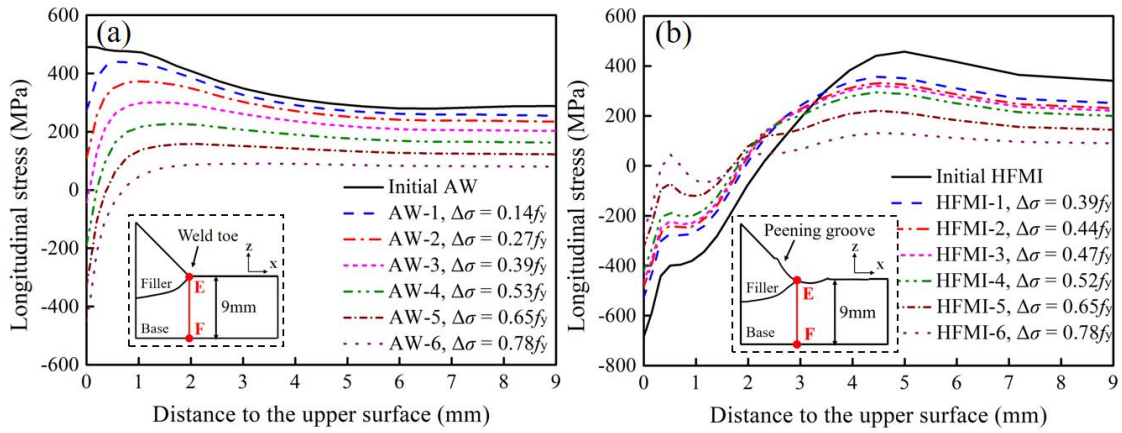 (a)
Longitudinal stress (MPa)
600
400
200
0
-200
-400
-600
Initial AW
AW-1, Δσ = 0.14fy
AW-2, Δσ = 0.27fy
AW-3, Δσ = 0.39fy
AW-4, Δσ = 0.53fy
AW-5, Δσ = 0.65fy
AW-6, Δσ = 0.78fy
Weld toe
z
x
Filler
E
9mm
Base
F
0 1 2 3 4 5 6 7 8 9
Distance to the upper surface (mm)
(b)
Longitudinal stress (MPa)
600
400
200
0
-200
-400
-600
-800
Initial HFMI
HFMI-1, Δσ = 0.39fy
HFMI-2, Δσ = 0.44fy
HFMI-3, Δσ = 0.47fy
HFMI-4, Δσ = 0.52fy
HFMI-5, Δσ = 0.65fy
HFMI-6, Δσ = 0.78fy
Peening groove
z
x
Filler
E
9mm
Base
F
0 1 2 3 4 5 6 7 8 9
Distance to the upper surface (mm)